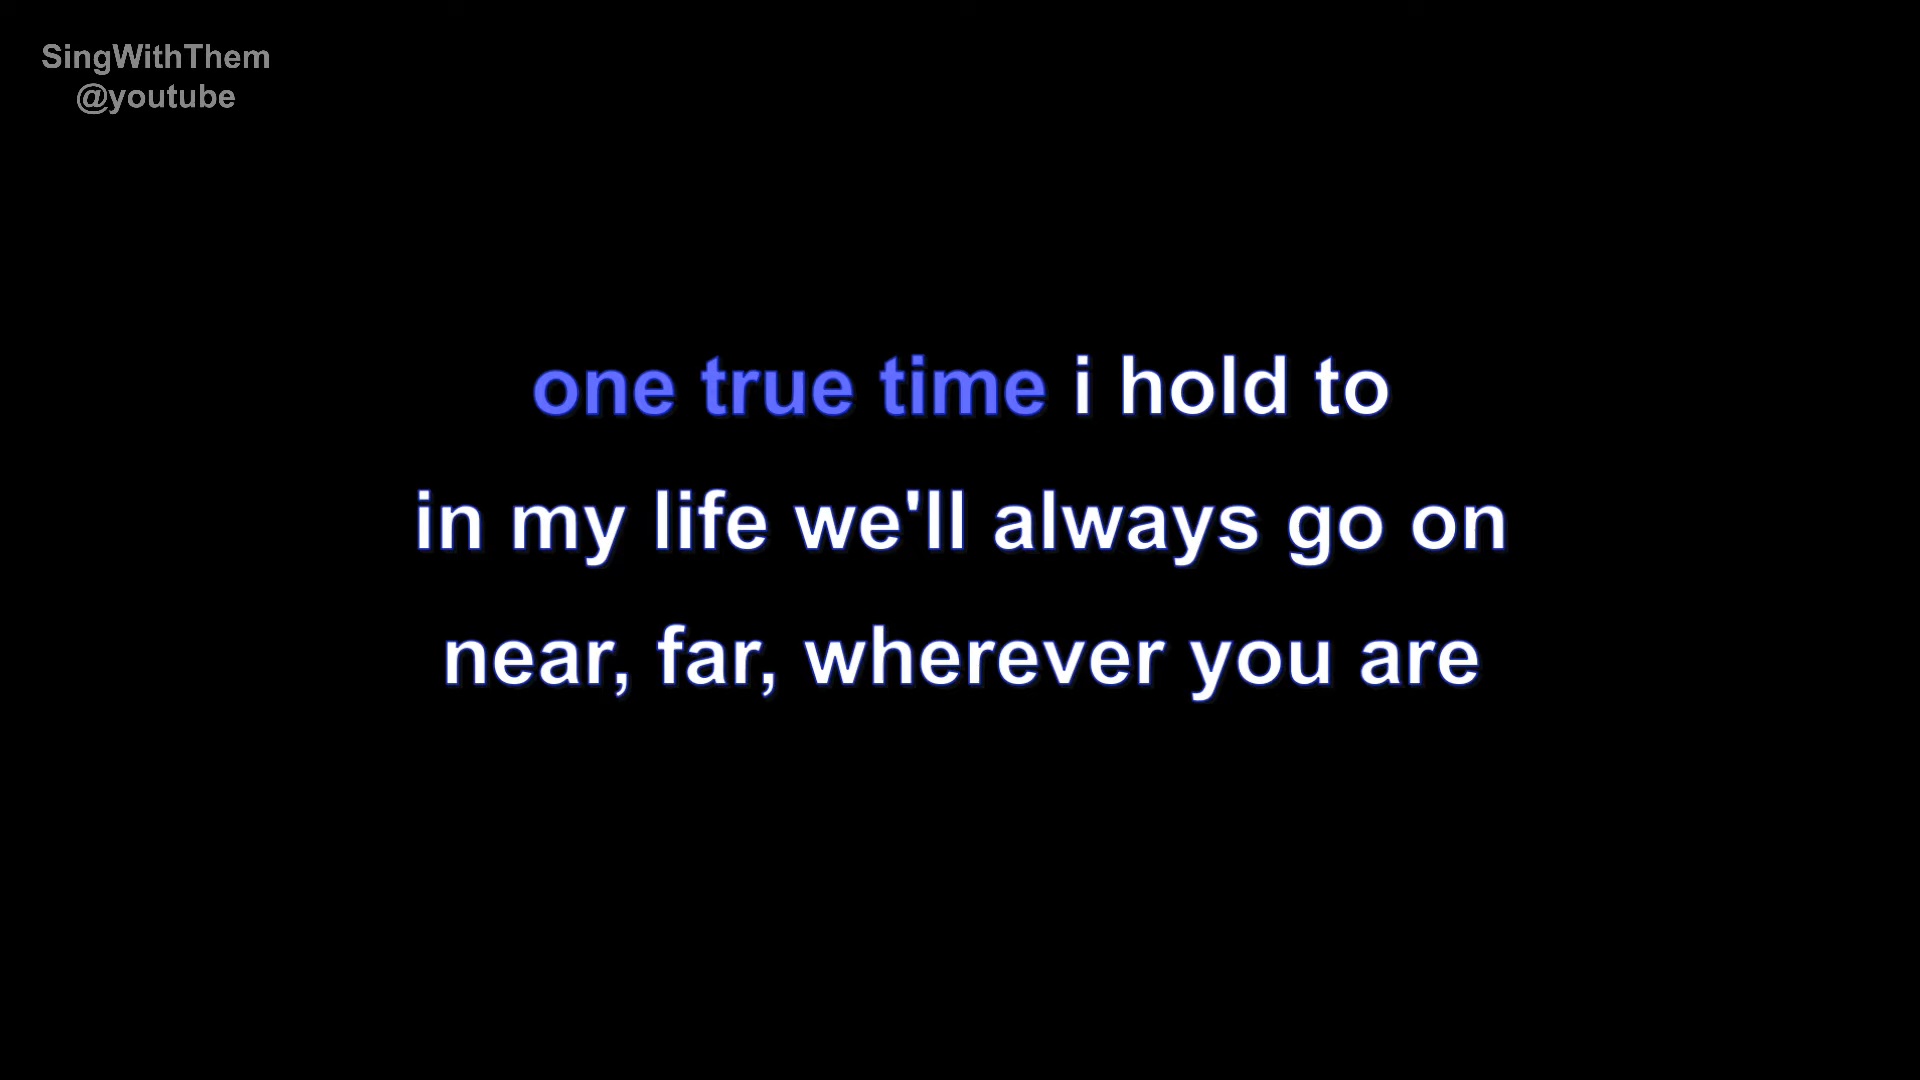 SingWithThem
@youtube
one true time i hold to
in my life we'll always go on
near, far, wherever you are